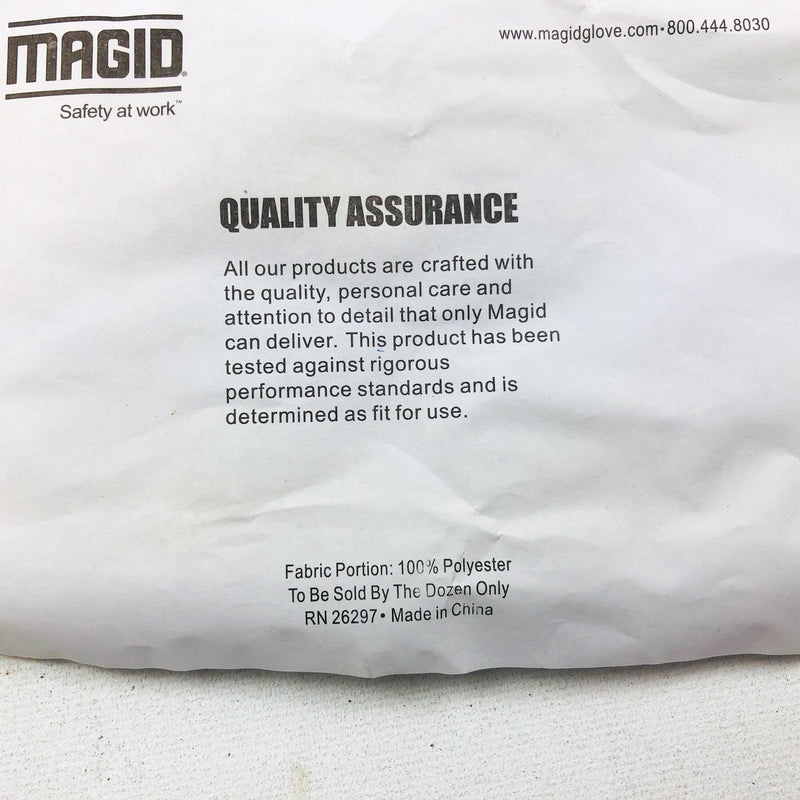 MAGID®
Safety at work™
www.magidglove.com•800.444.8030
QUALITY ASSURANCE
All our products are crafted with
the quality, personal care and
attention to detail that only Magid
can deliver. This product has been
tested against rigorous
performance standards and is
determined as fit for use.
Fabric Portion: 100% Polyester
To Be Sold By The Dozen Only
RN 26297• Made in China